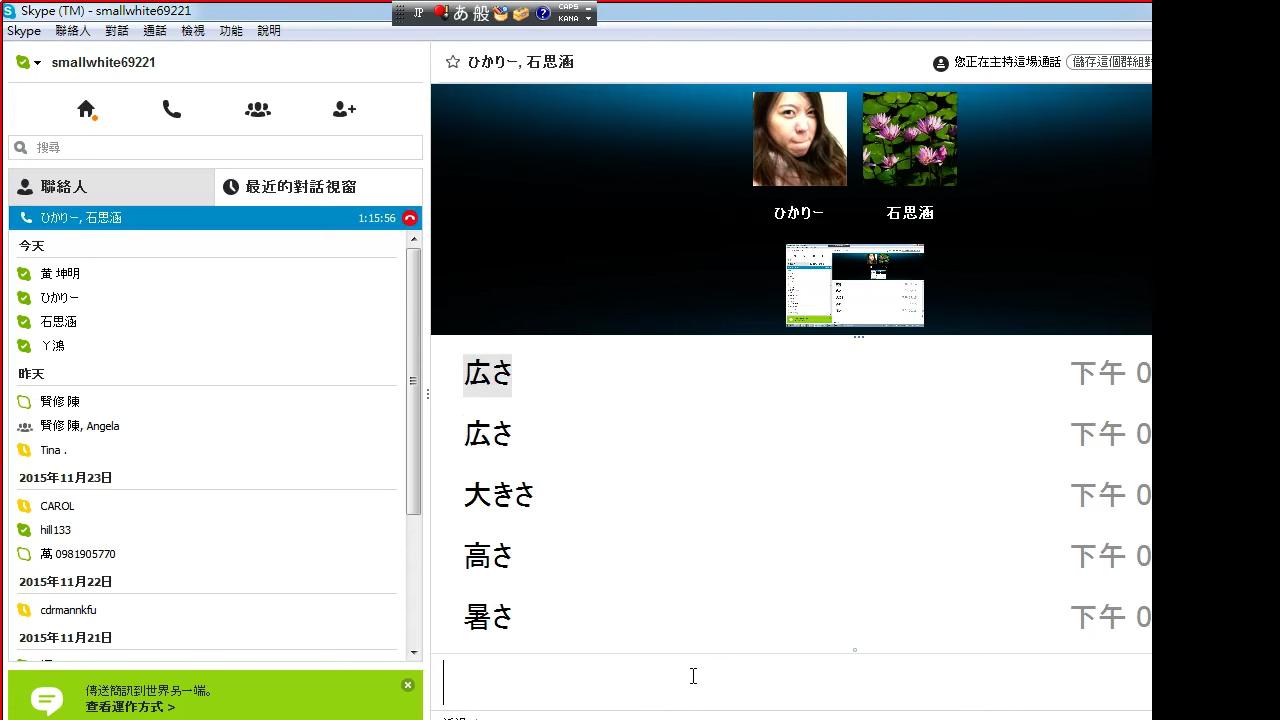 Skype (TM) - smallwhite69221
JP あ 般 CAPS KANA
Skype 聯絡人 對話 通話 檢視 功能 說明
smallwhite69221
搜尋
聯絡人 最近的對話視窗
ひかりー, 石思涵 1:15:56
今天
黃 坤明
ひかりー
石思涵
丫鴻
昨天
賢修 陳
賢修 陳, Angela
Tina .
2015年11月23日
CAROL
hill133
萬 0981905770
2015年11月22日
cdrmannkfu
2015年11月21日
傳送簡訊到世界另一端。
查看運作方式 >
ひかりー, 石思涵
您正在主持這場通話 儲存這個群組對
ひかりー 石思涵
広さ 下午 0
広さ 下午 0
大きさ 下午 0
高さ 下午 0
暑さ 下午 0